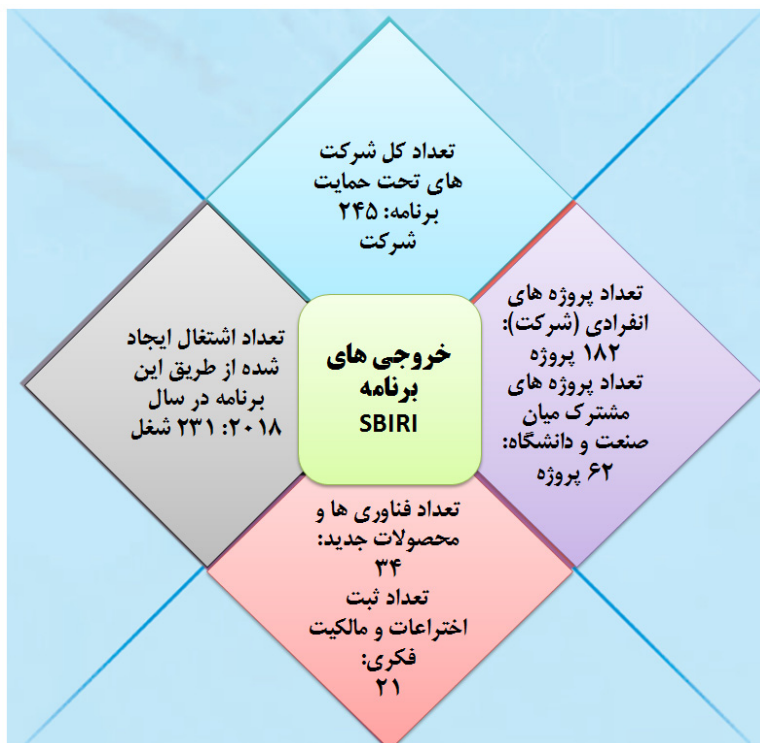 تعداد کل شرکت
های تحت حمایت
برنامه: ۲۴۵
شرکت
تعداد پروژه های
انفرادی (شرکت):
۱۸۲ پروژه
تعداد پروژه های
مشترک میان
صنعت و دانشگاه:
۶۲ پروژه
خروجی های
برنامه
SBIRI
تعداد اشتغال ایجاد
شده از طریق این
برنامه در سال
۲۰۱۸: ۲۳۱ شغل
تعداد فناوری ها و
محصولات جدید:
۳۴
تعداد ثبت
اختراعات و مالکیت
فکری:
۲۱